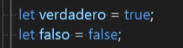 let verdadero = true;
let falso = false;